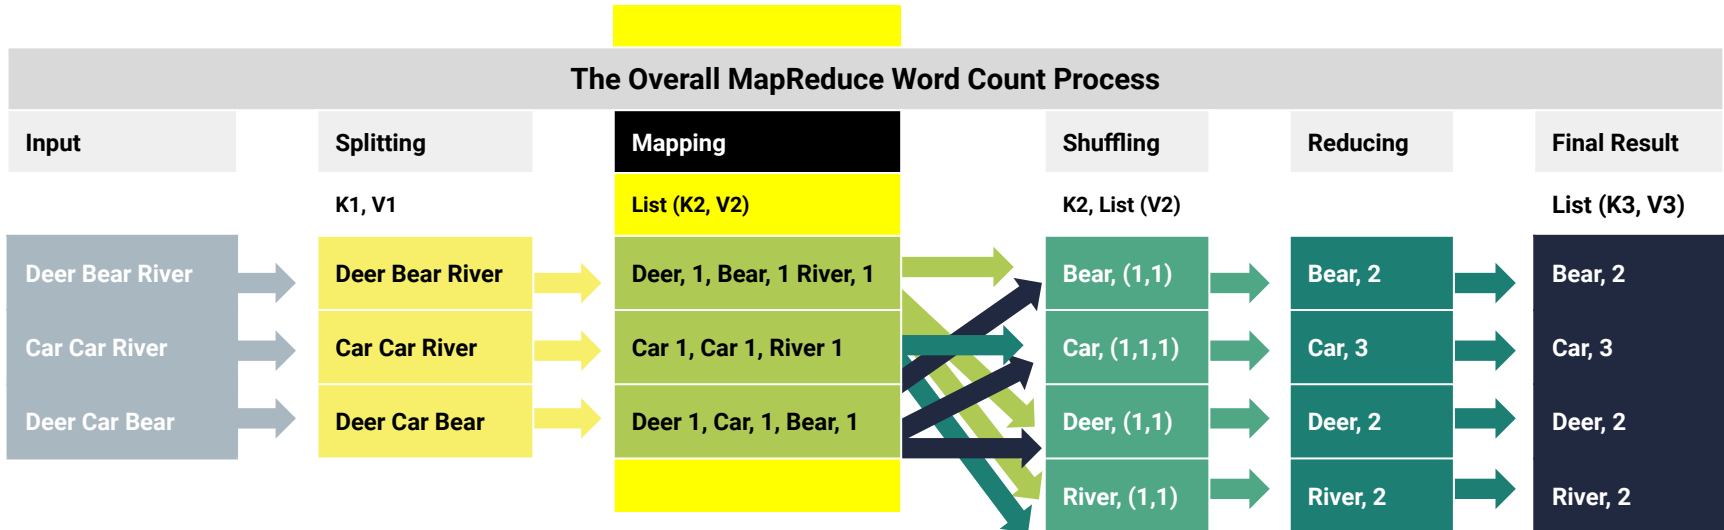 The Overall MapReduce Word Count Process
Input
Splitting
Mapping
Shuffling
Reducing
Final Result
K1, V1
List (K2, V2)
K2, List (V2)
List (K3, V3)
Deer Bear River
Deer Bear River
Deer, 1, Bear, 1 River, 1
Bear, (1,1)
Bear, 2
Bear, 2
Car Car River
Car Car River
Car 1, Car 1, River 1
Car, (1,1,1)
Car, 3
Car, 3
Deer Car Bear
Deer Car Bear
Deer 1, Car, 1, Bear, 1
Deer, (1,1)
Deer, 2
Deer, 2
River, (1,1)
River, 2
River, 2